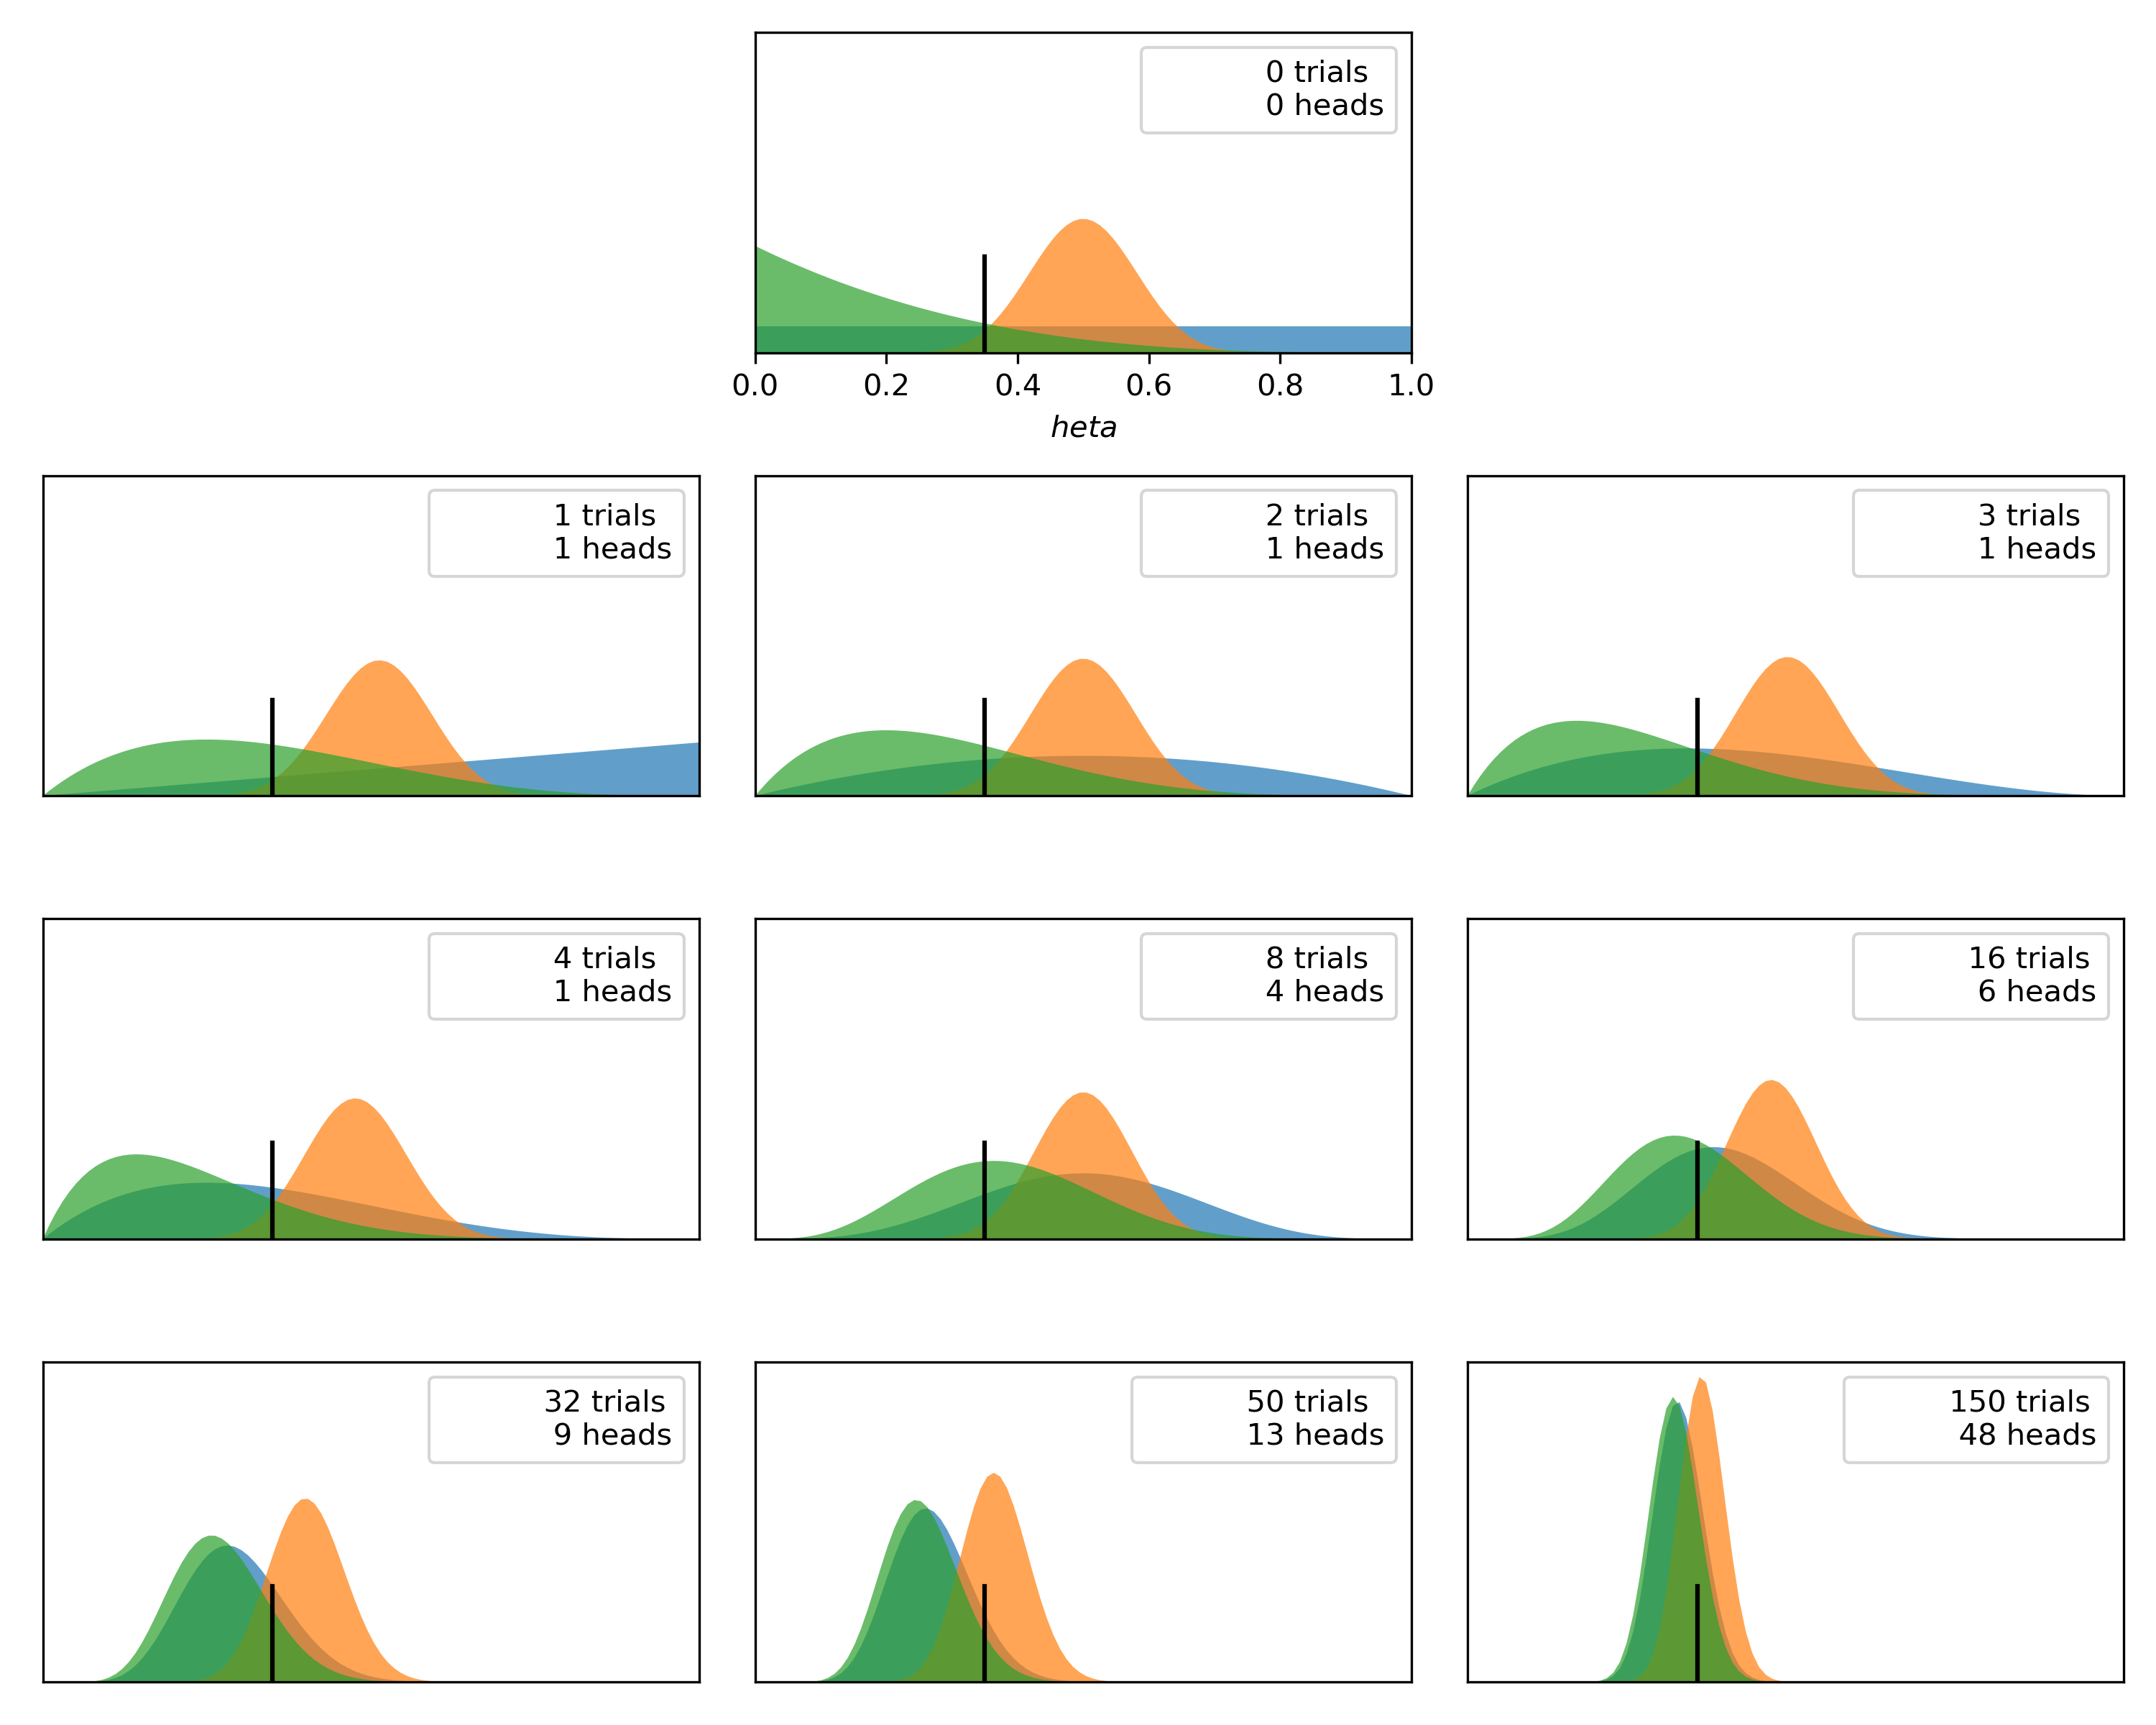 0 trials
0 heads
0.0 0.2 0.4 0.6 0.8 1.0
heta
1 trials
1 heads
2 trials
1 heads
3 trials
1 heads
4 trials
1 heads
8 trials
4 heads
16 trials
6 heads
32 trials
9 heads
50 trials
13 heads
150 trials
48 heads